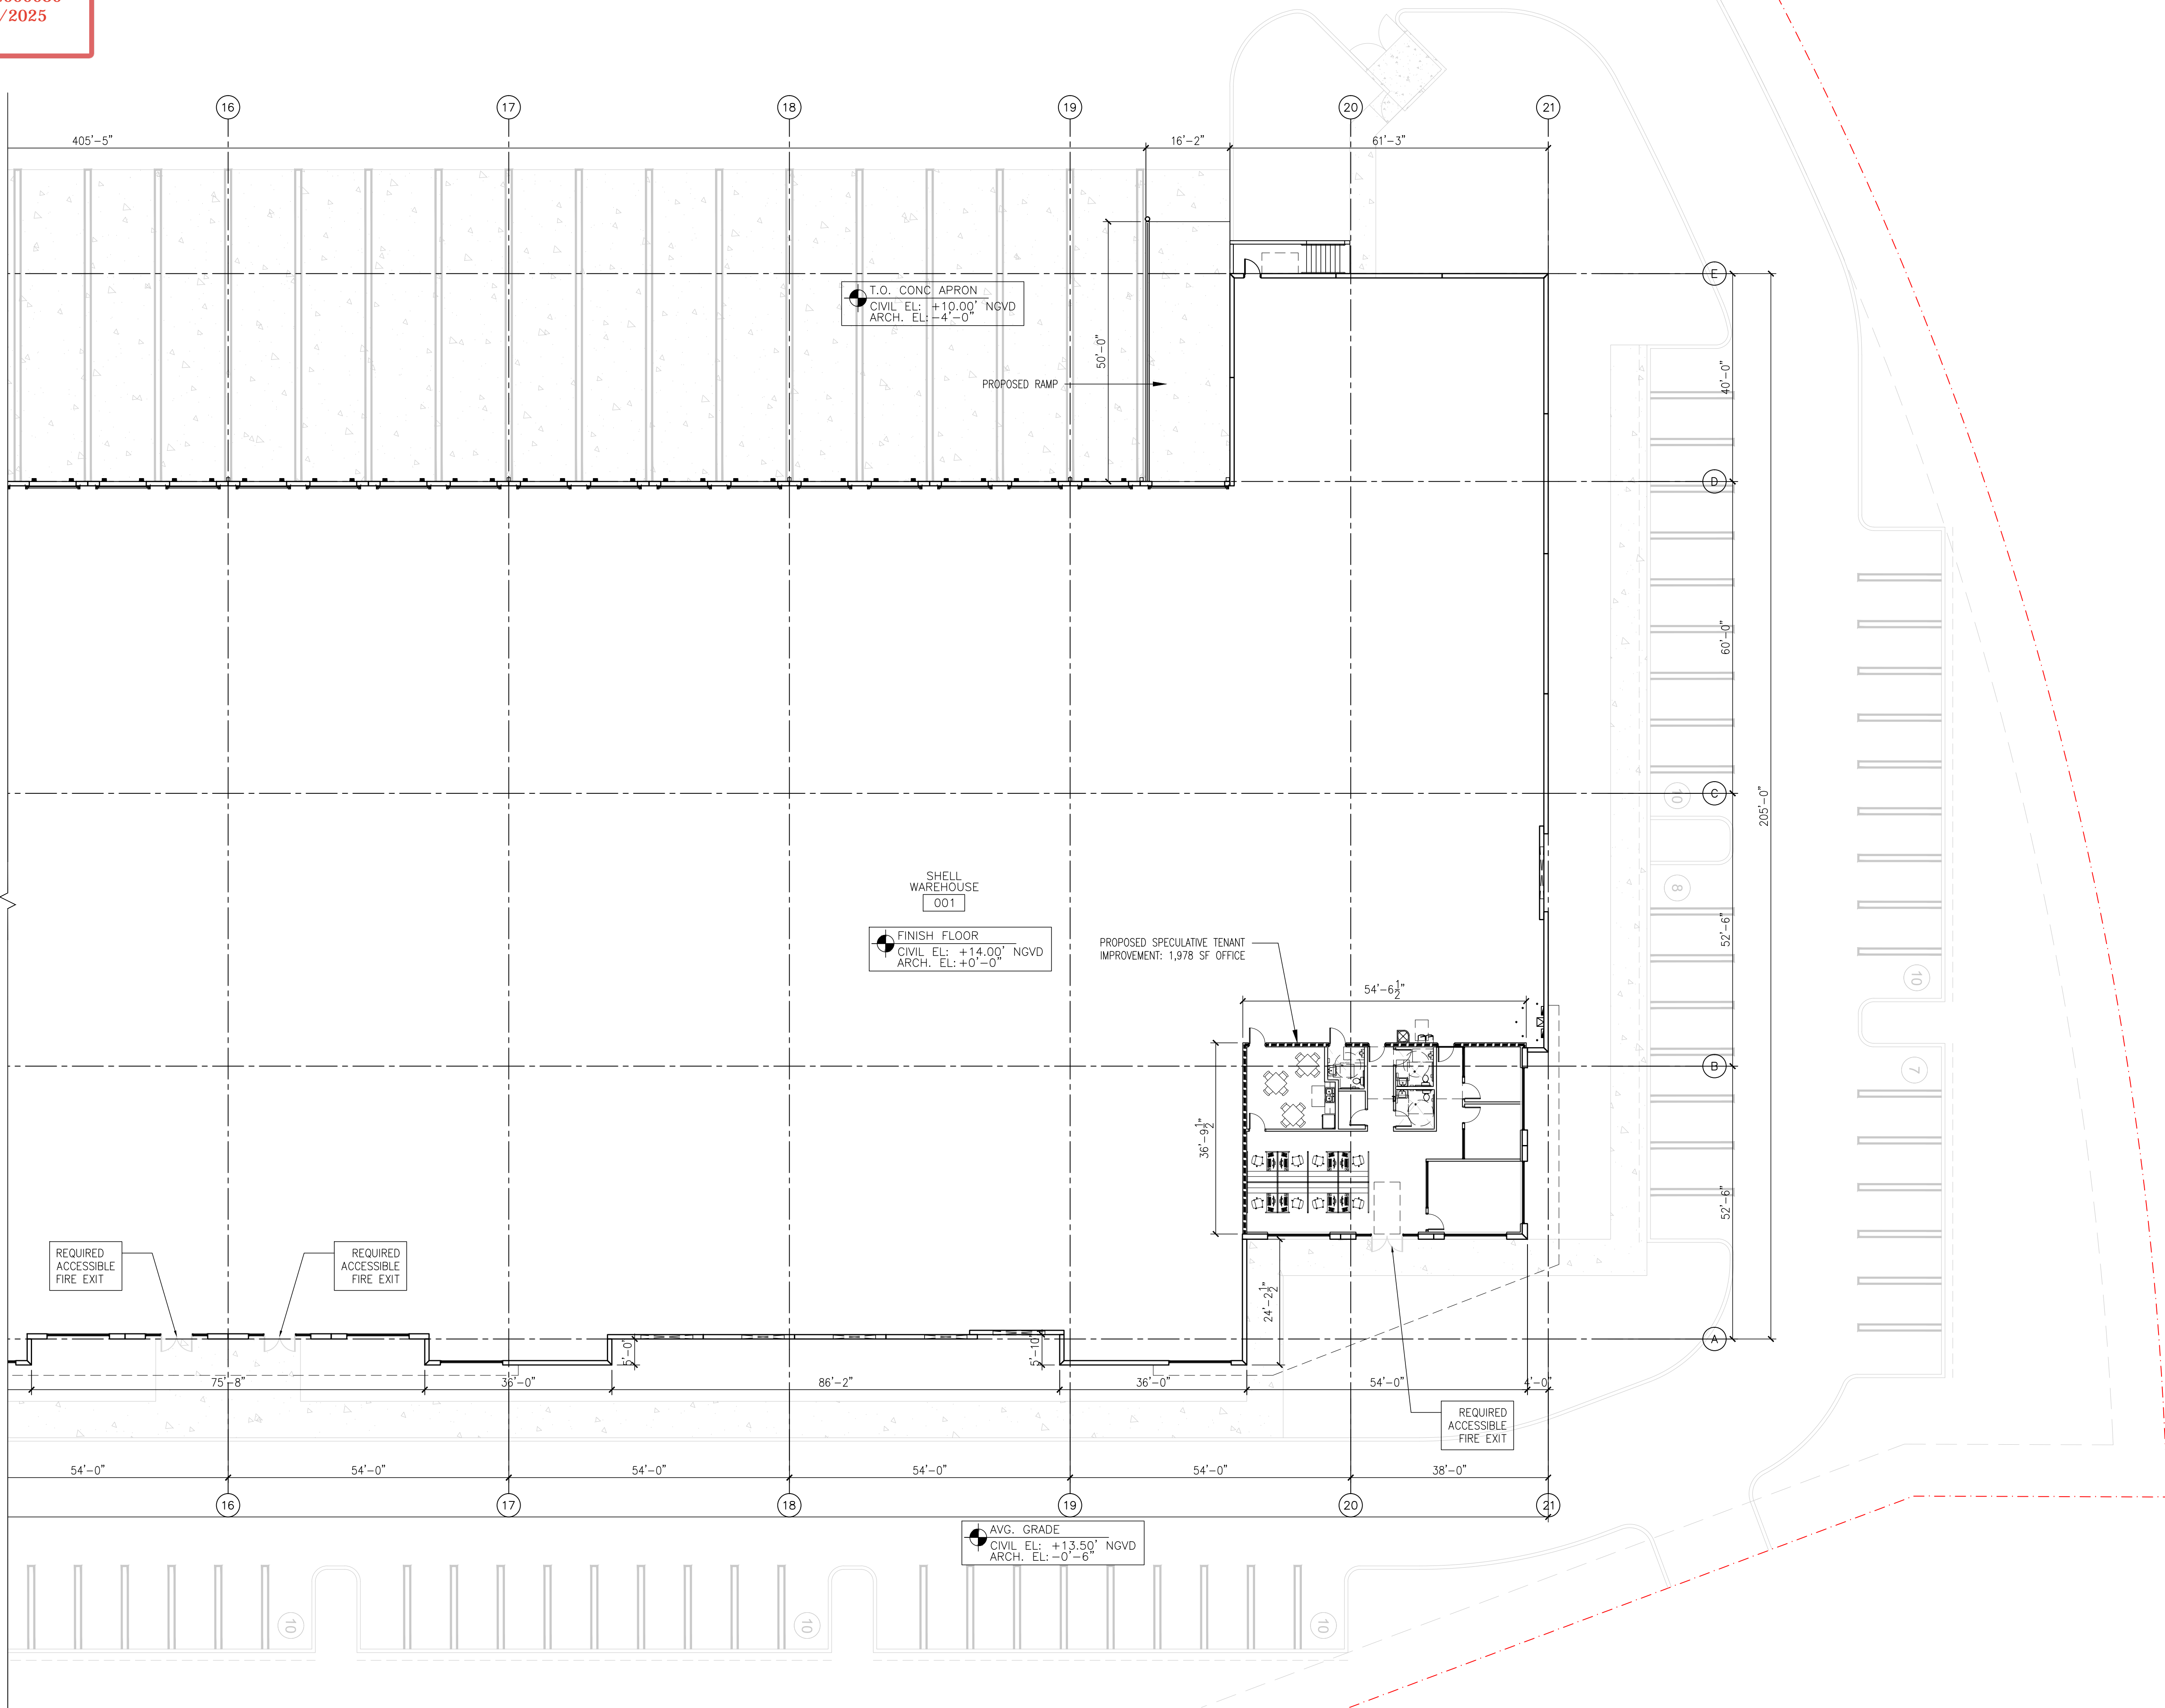 /2025
16
17
18
19
20
21
405'-5"
16'-2"
61'-3"
E
T.O. CONC APRON
CIVIL EL: +10.00' NGVD
ARCH. EL:-4'-0"
50'-0"
PROPOSED RAMP
40'-0"
D
60'-0"
C
10
205'-0"
SHELL
WAREHOUSE
001
8
FINISH FLOOR
CIVIL EL: +14.00' NGVD
ARCH. EL:+0'-0"
52'-6"
PROPOSED SPECULATIVE TENANT
IMPROVEMENT: 1,978 SF OFFICE
10
54'-6 1/2"
B
7
36'-9 1/2"
52'-6"
REQUIRED
ACCESSIBLE
FIRE EXIT
REQUIRED
ACCESSIBLE
FIRE EXIT
24'-2 1/2"
A
5'-0"
5'-10"
75'-8"
36'-0"
86'-2"
36'-0"
54'-0"
4'-0"
REQUIRED
ACCESSIBLE
FIRE EXIT
54'-0"
54'-0"
54'-0"
54'-0"
54'-0"
38'-0"
16
17
18
19
20
21
AVG. GRADE
CIVIL EL: +13.50' NGVD
ARCH. EL:-0'-6"
10
10
10